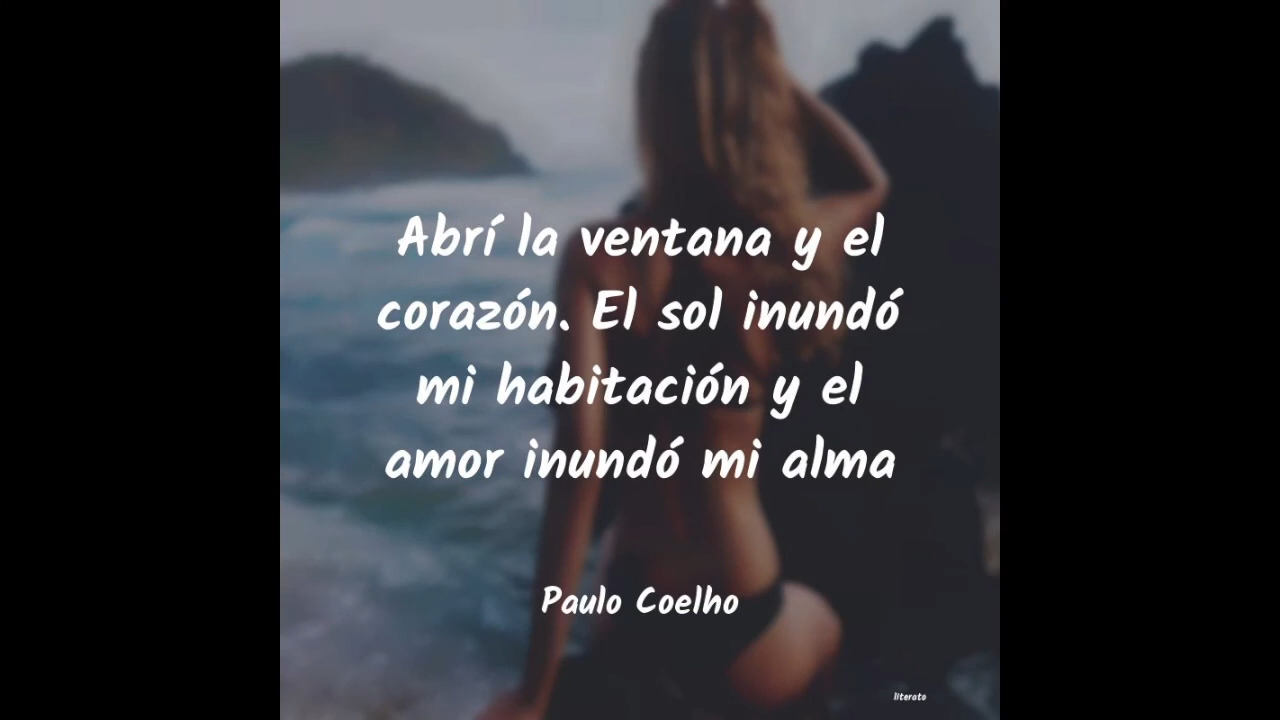 Abrí la ventana y el
corazón. El sol inundó
mi habitación y el
amor inundó mi alma
Paulo Coelho
literato